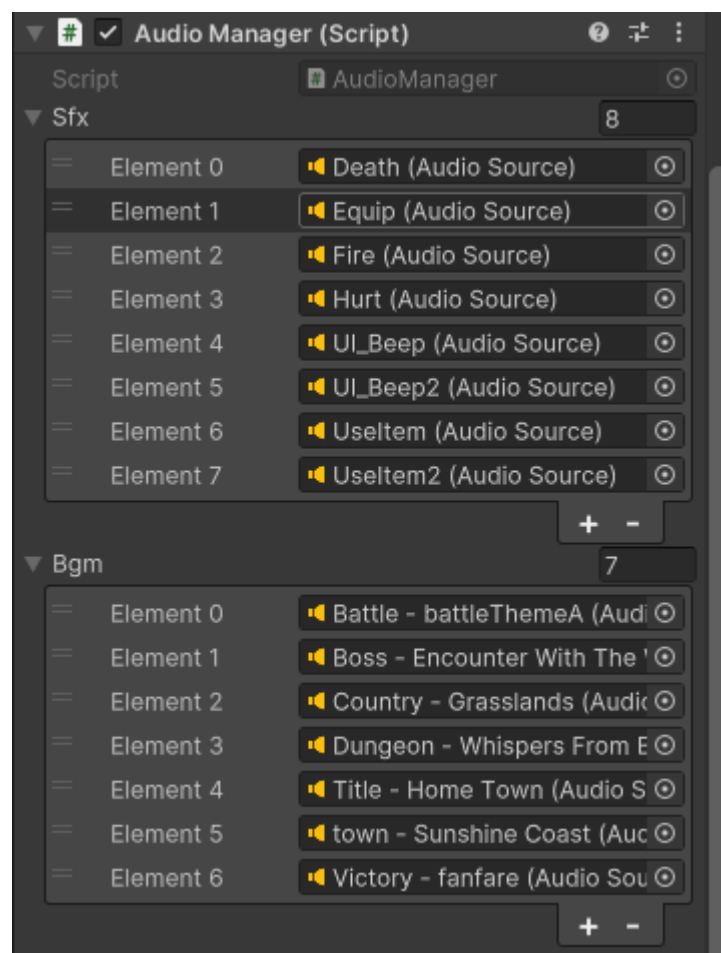 # Audio Manager (Script)
Script # AudioManager
Sfx 8
Element 0 Death (Audio Source)
Element 1 Equip (Audio Source)
Element 2 Fire (Audio Source)
Element 3 Hurt (Audio Source)
Element 4 UI_Beep (Audio Source)
Element 5 UI_Beep2 (Audio Source)
Element 6 UseItem (Audio Source)
Element 7 UseItem2 (Audio Source)
+ -
Bgm 7
Element 0 Battle - battleThemeA (Audi
Element 1 Boss - Encounter With The
Element 2 Country - Grasslands (Audio
Element 3 Dungeon - Whispers From
Element 4 Title - Home Town (Audio S
Element 5 town - Sunshine Coast (Aud
Element 6 Victory - fanfare (Audio Sou
+ -